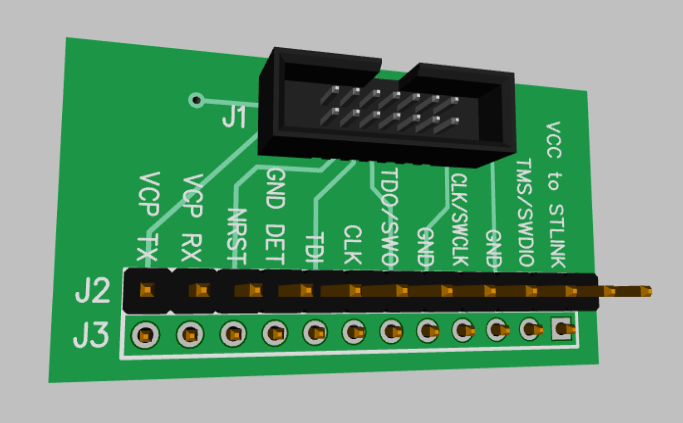 J1
VCP TX
VCP RX
NRST
GND DET
TDI
CLK
TDO/SWO
GND
CLK/SWCLK
GND
TMS/SWDIO
VCC to STLINK
J2
J3